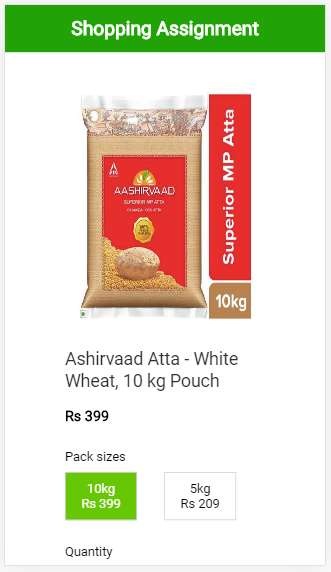 Shopping Assignment
AASHIRVAAD
SUPERIOR MP ATTA
Superior MP Atta
10kg
Ashirvaad Atta - White
Wheat, 10 kg Pouch
Rs 399
Pack sizes
10kg 5kg
Rs 399 Rs 209
Quantity